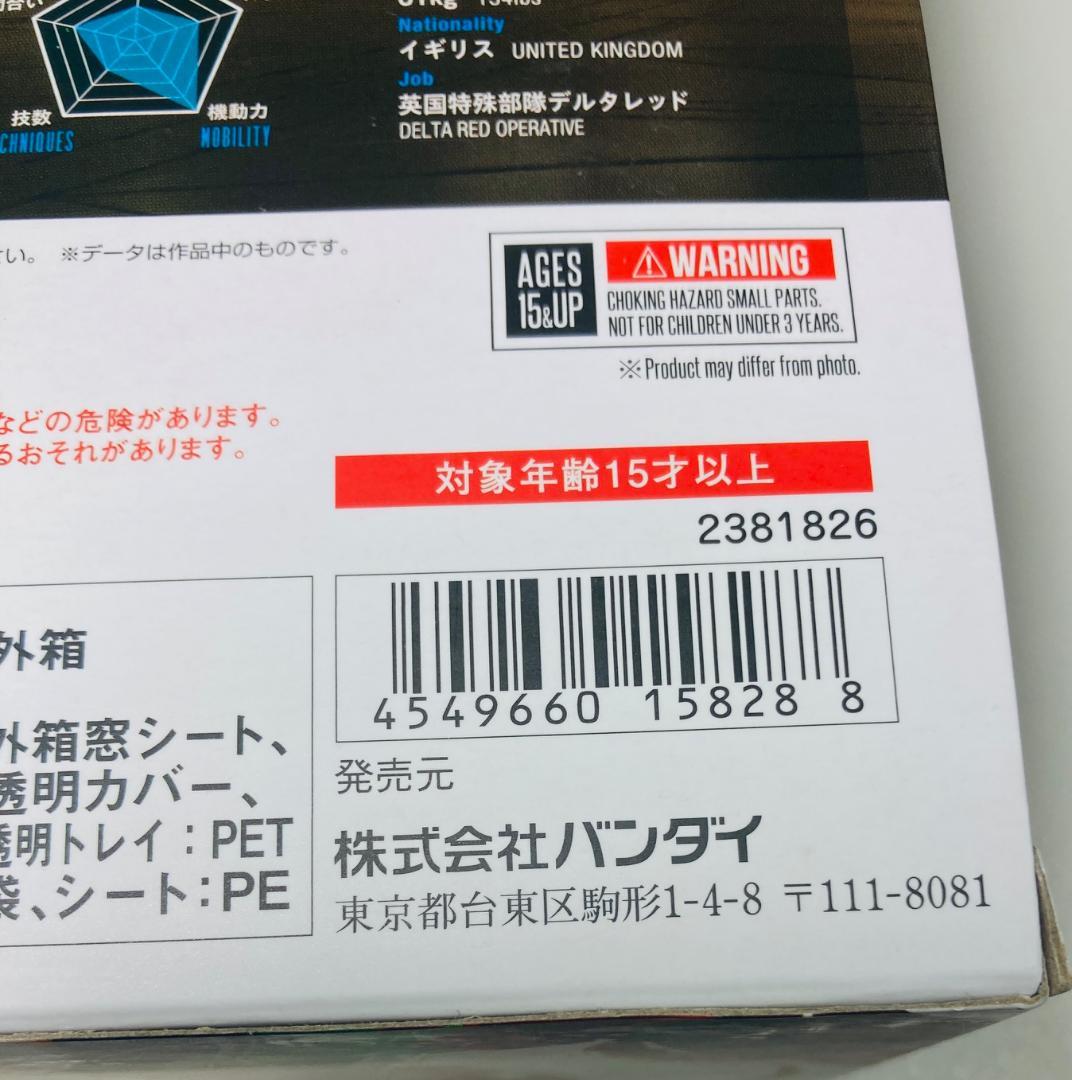 Nationality
イギリス UNITED KINGDOM
Job
英国特殊部隊デルタレッド
DELTA RED OPERATIVE
技数
機動力
MOBILITY
※データは作品中のものです。
AGES
15&UP
⚠WARNING
CHOKING HAZARD SMALL PARTS.
NOT FOR CHILDREN UNDER 3 YEARS.
※Product may differ from photo.
などの危険があります。
るおそれがあります。
対象年齢15才以上
2381826
4549660 15828 8
外箱
外箱窓シート、
透明カバー、
透明トレイ：PET
袋、シート：PE
発売元
株式会社バンダイ
東京都台東区駒形1-4-8 〒111-8081